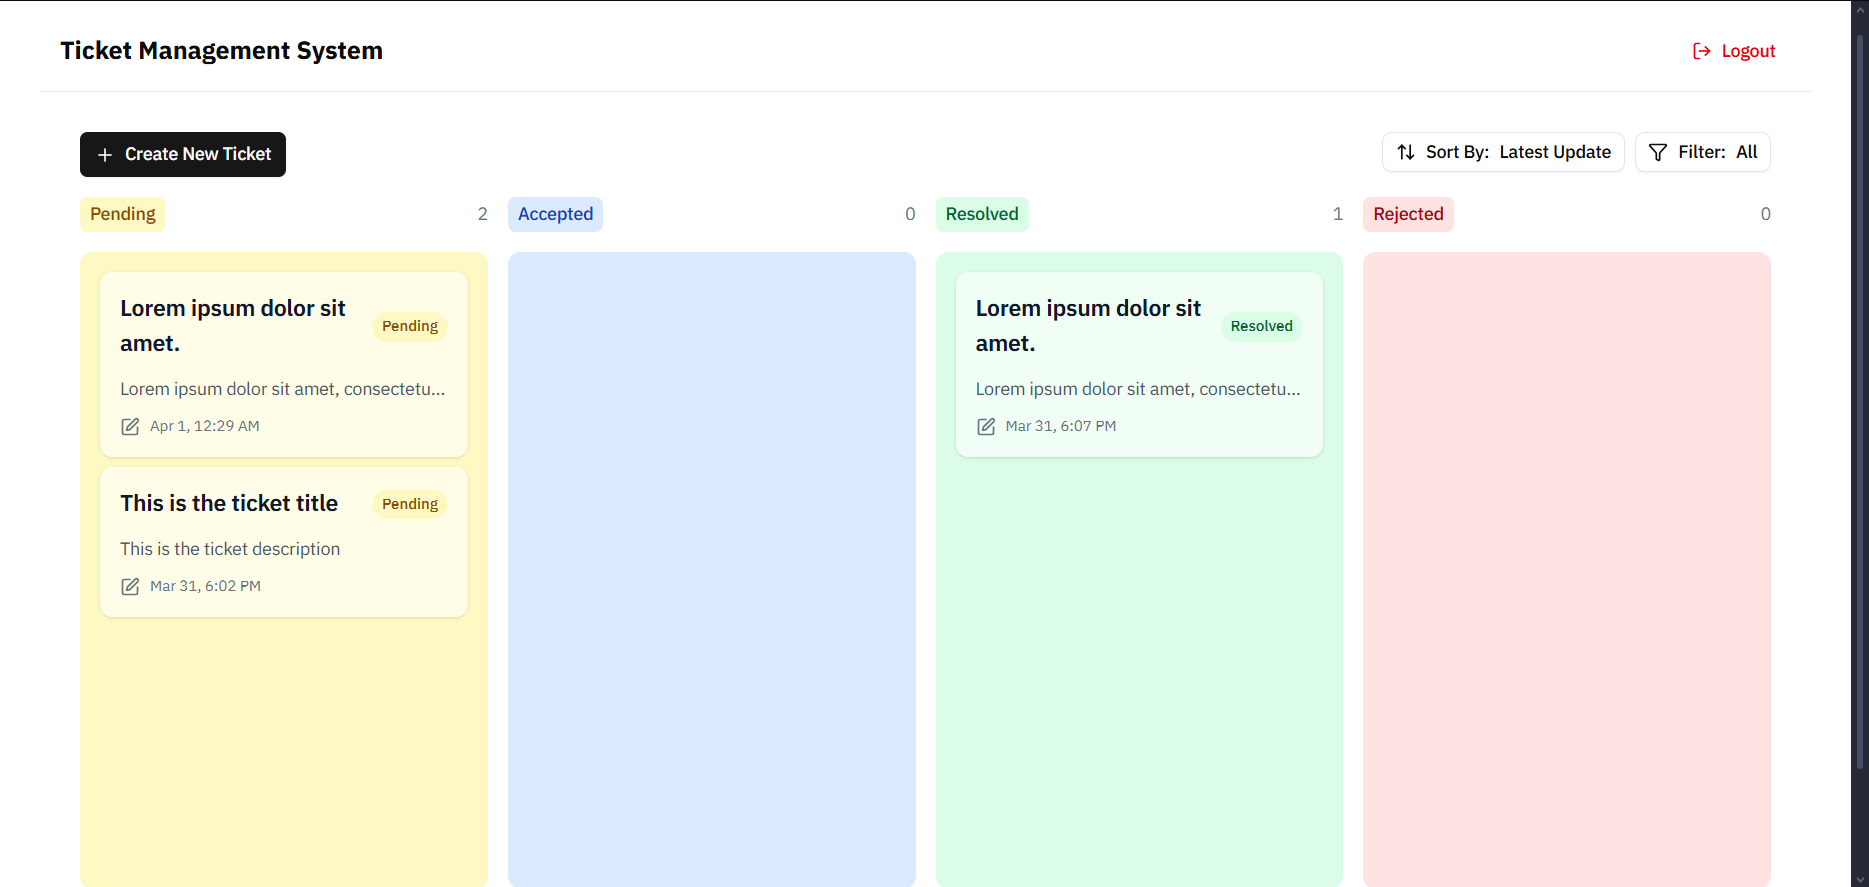 Ticket Management System
Logout
Create New Ticket
Sort By: Latest Update
Filter: All
Pending 2
Accepted 0
Resolved 1
Rejected 0
Lorem ipsum dolor sit
amet.
Pending
Lorem ipsum dolor sit amet, consectetu...
Apr 1, 12:29 AM
This is the ticket title
Pending
This is the ticket description
Mar 31, 6:02 PM
Lorem ipsum dolor sit
amet.
Resolved
Lorem ipsum dolor sit amet, consectetu...
Mar 31, 6:07 PM